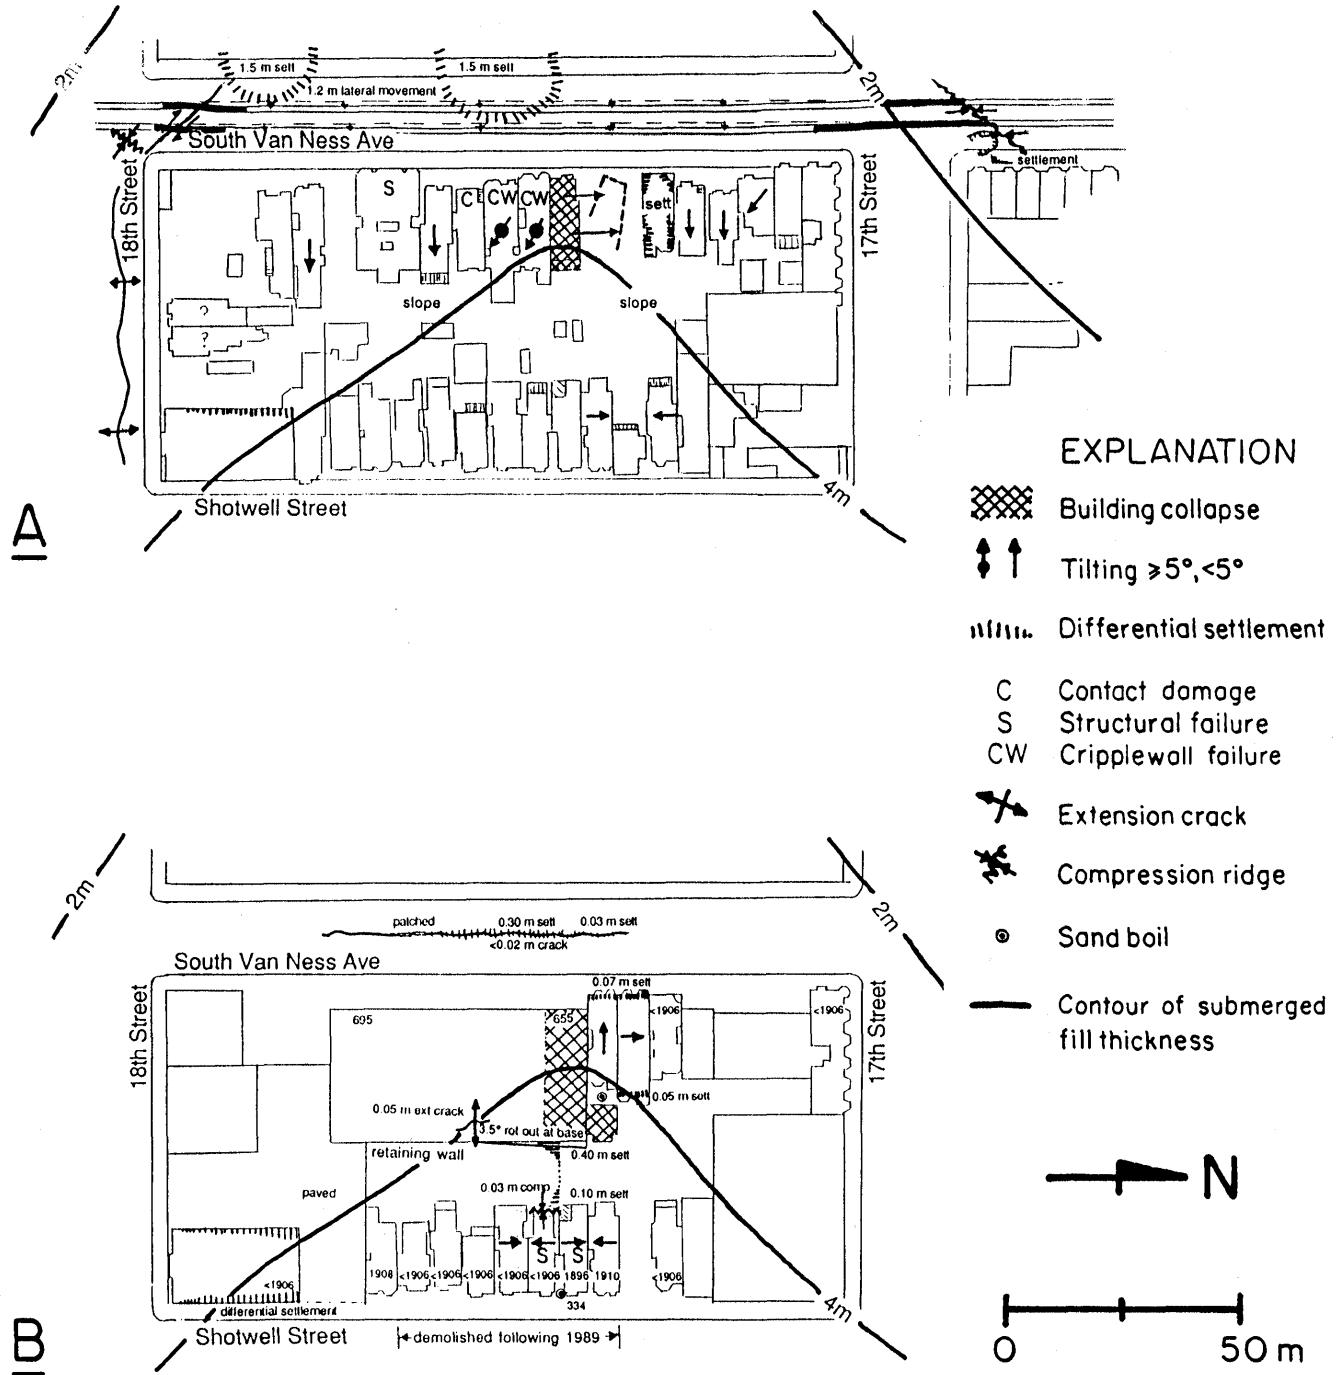 2m
1.5 m sett
1.5 m sett
1.2 m lateral movement
2m
South Van Ness Ave
settlement
18th Street
17th Street
S
C
CW
CW
sett
slope
slope
?
?
4m
Shotwell Street
A
EXPLANATION
Building collapse
Tilting ≥5°,<5°
Differential settlement
C Contact damage
S Structural failure
CW Cripplewall failure
Extension crack
Compression ridge
Sand boil
Contour of submerged
fill thickness
N
0 50 m
2m
2m
patched 0.30 m sett 0.03 m sett
<0.02 m crack
South Van Ness Ave
18th Street
17th Street
0.07 m sett
695
655
<1906
<1906
0.05 m sett
0.05 m ext crack
3.5° rot out at base
retaining wall
0.40 m sett
paved
0.03 m comp
0.10 m sett
S
S
<1906
1908
<1906
<1906
<1906
<1906
<1906
1896
1910
<1906
differential settlement
334
4m
Shotwell Street
demolished following 1989
B